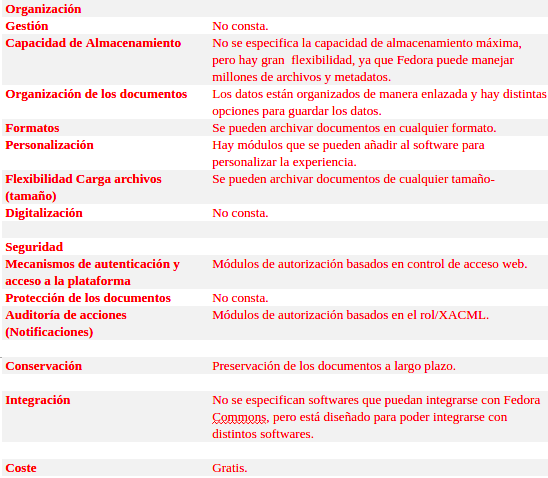 Organización
Gestión No consta.
Capacidad de Almacenamiento No se especifica la capacidad de almacenamiento máxima,
pero hay gran flexibilidad, ya que Fedora puede manejar
millones de archivos y metadatos.
Organización de los documentos Los datos están organizados de manera enlazada y hay distintas
opciones para guardar los datos.
Formatos Se pueden archivar documentos en cualquier formato.
Personalización Hay módulos que se pueden añadir al software para
personalizar la experiencia.
Flexibilidad Carga archivos Se pueden archivar documentos de cualquier tamaño-
(tamaño)
Digitalización No consta.
Seguridad
Mecanismos de autenticación y Módulos de autorización basados en control de acceso web.
acceso a la plataforma
Protección de los documentos No consta.
Auditoría de acciones Módulos de autorización basados en el rol/XACML.
(Notificaciones)
Conservación Preservación de los documentos a largo plazo.
Integración No se especifican softwares que puedan integrarse con Fedora
Commons, pero está diseñado para poder integrarse con
distintos softwares.
Coste Gratis.